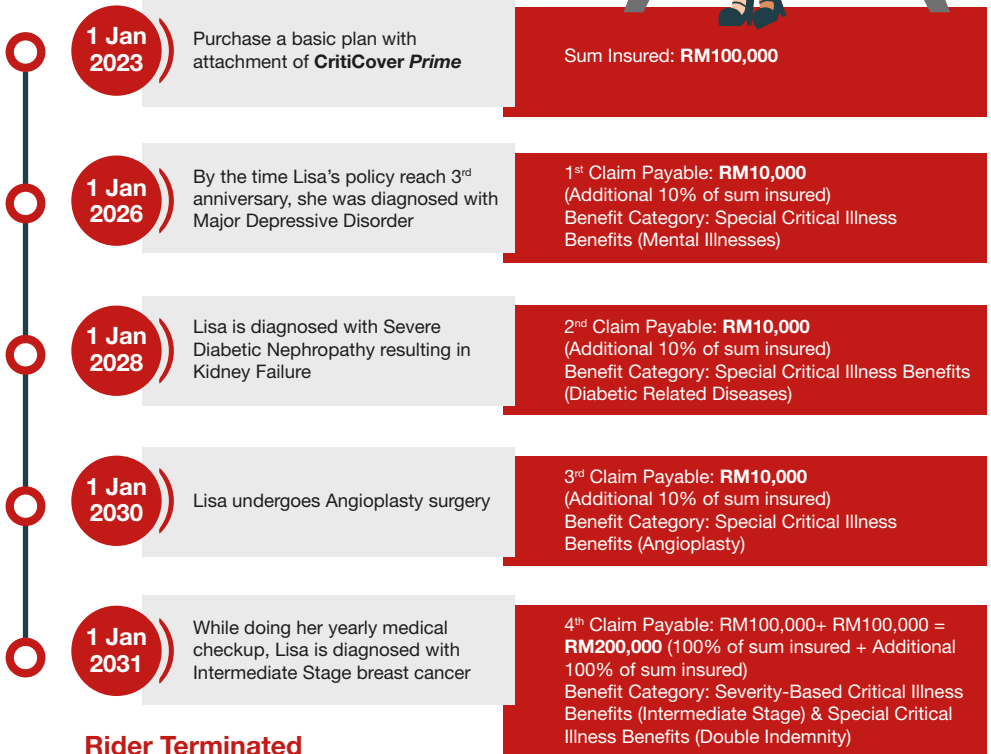 1 Jan
2023
Purchase a basic plan with
attachment of CritiCover Prime
Sum Insured: RM100,000
1 Jan
2026
By the time Lisa's policy reach 3rd
anniversary, she was diagnosed with
Major Depressive Disorder
1st Claim Payable: RM10,000
(Additional 10% of sum insured)
Benefit Category: Special Critical Illness
Benefits (Mental Illnesses)
1 Jan
2028
Lisa is diagnosed with Severe
Diabetic Nephropathy resulting in
Kidney Failure
2nd Claim Payable: RM10,000
(Additional 10% of sum insured)
Benefit Category: Special Critical Illness Benefits
(Diabetic Related Diseases)
1 Jan
2030
Lisa undergoes Angioplasty surgery
3rd Claim Payable: RM10,000
(Additional 10% of sum insured)
Benefit Category: Special Critical Illness
Benefits (Angioplasty)
1 Jan
2031
While doing her yearly medical
checkup, Lisa is diagnosed with
Intermediate Stage breast cancer
4th Claim Payable: RM100,000+ RM100,000 =
RM200,000 (100% of sum insured + Additional
100% of sum insured)
Benefit Category: Severity-Based Critical Illness
Benefits (Intermediate Stage) & Special Critical
Illness Benefits (Double Indemnity)
Rider Terminated